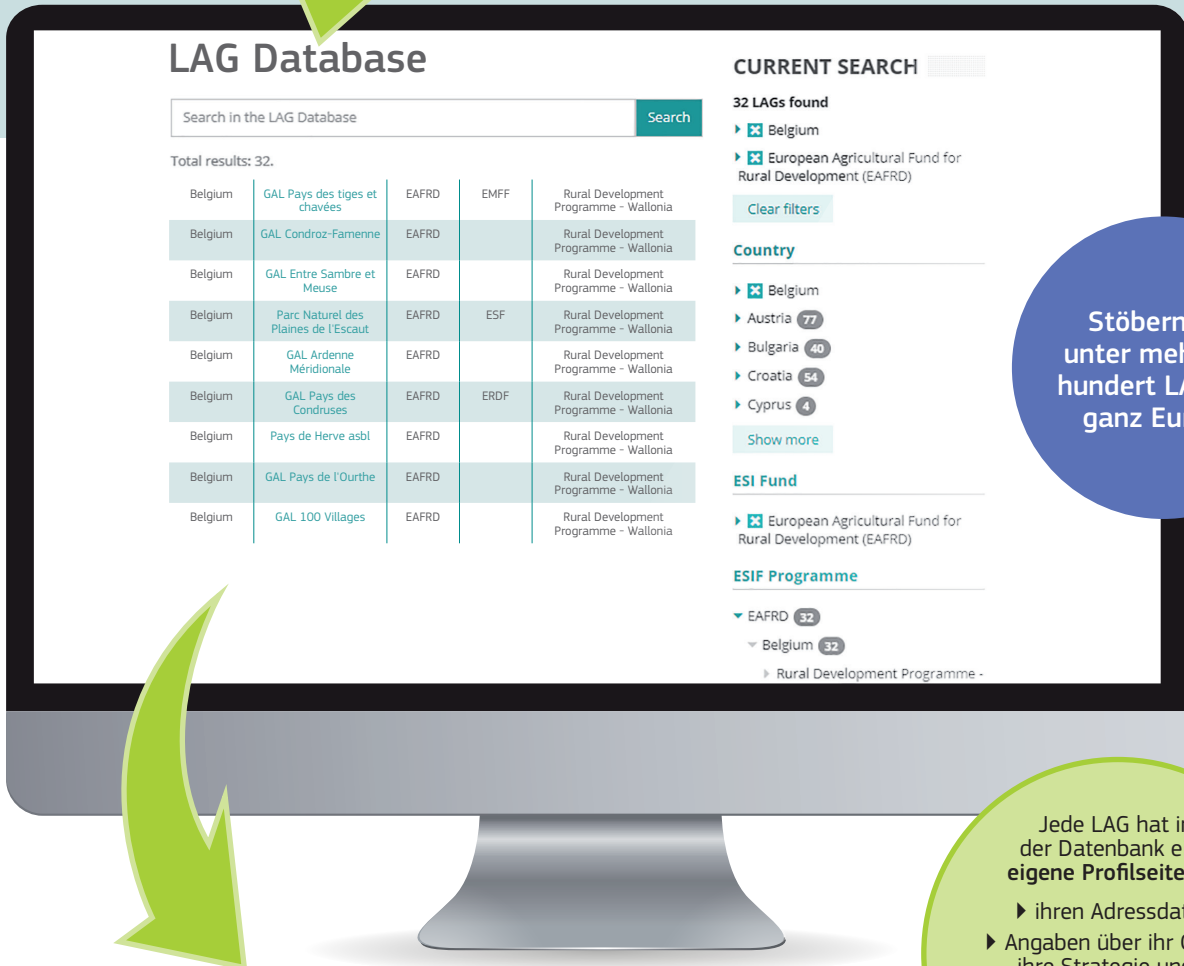 LAG Database
Search in the LAG Database
Search
Total results: 32.
Belgium GAL Pays des tiges et chavées EAFRD EMFF Rural Development Programme - Wallonia
Belgium GAL Condroz-Famenne EAFRD Rural Development Programme - Wallonia
Belgium GAL Entre Sambre et Meuse EAFRD Rural Development Programme - Wallonia
Belgium Parc Naturel des Plaines de l'Escaut EAFRD ESF Rural Development Programme - Wallonia
Belgium GAL Ardenne Méridionale EAFRD Rural Development Programme - Wallonia
Belgium GAL Pays des Condruses EAFRD ERDF Rural Development Programme - Wallonia
Belgium Pays de Herve asbl EAFRD Rural Development Programme - Wallonia
Belgium GAL Pays de l'Ourthe EAFRD Rural Development Programme - Wallonia
Belgium GAL 100 Villages EAFRD Rural Development Programme - Wallonia
CURRENT SEARCH
32 LAGs found
Belgium
European Agricultural Fund for
Rural Development (EAFRD)
Clear filters
Country
Belgium
Austria 77
Bulgaria 40
Croatia 54
Cyprus 4
Show more
ESI Fund
European Agricultural Fund for
Rural Development (EAFRD)
ESIF Programme
EAFRD 32
Belgium 32
Rural Development Programme -
Stöbern
unter
hundert
ganz
Jede LAG hat
der Datenbank
eigene Profilseite
ihren
Angaben über ihr
ihre Strategie